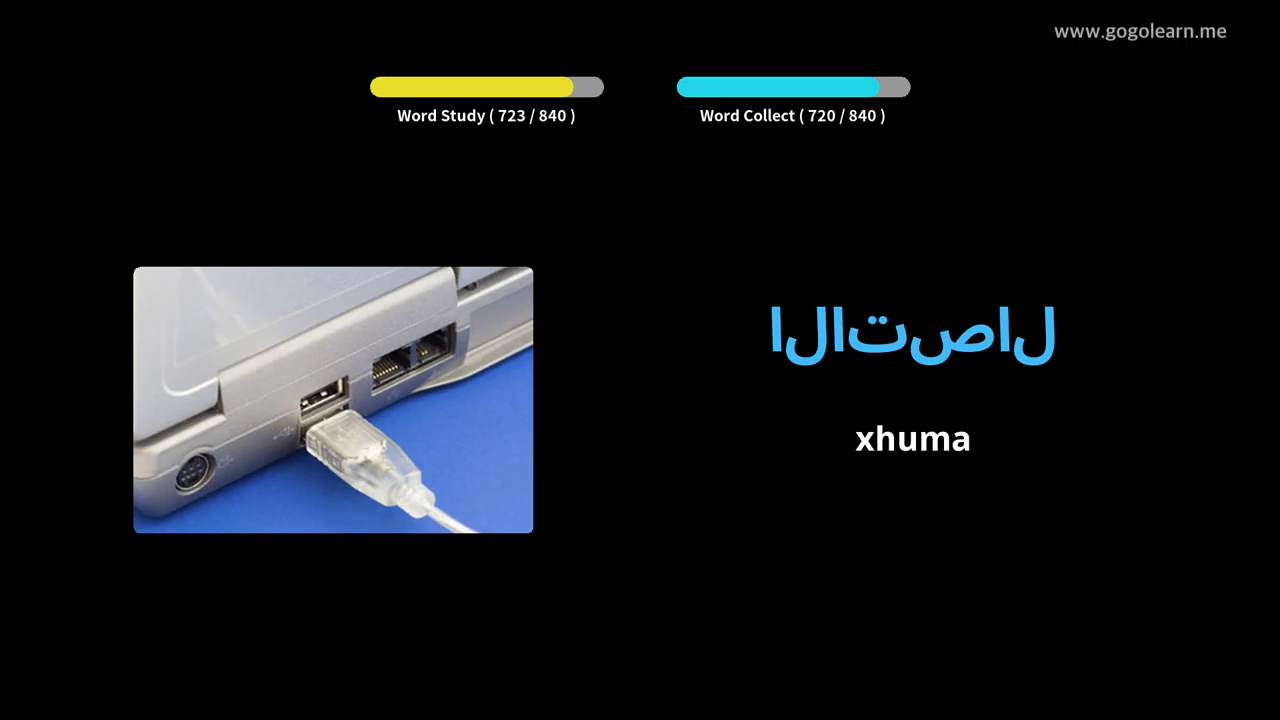 www.gogolearn.me
Word Study ( 723 / 840 )
Word Collect ( 720 / 840 )
الاتصال
xhuma